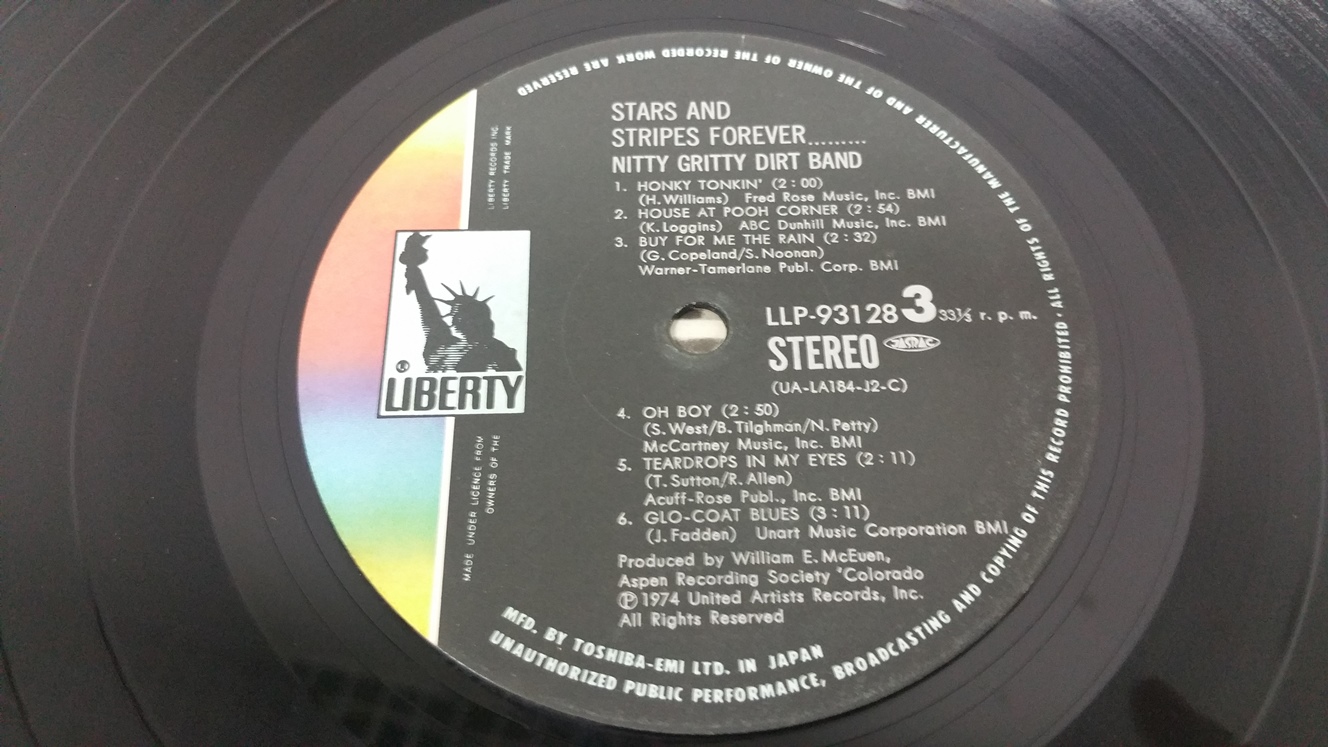 STARS AND
STRIPES FOREVER.........
NITTY GRITTY DIRT BAND
1. HONKY TONKIN' (2:00)
(H. Williams) Fred Rose Music, Inc. BMI
2. HOUSE AT POOH CORNER (2:54)
(K. Loggins) ABC Dunhill Music, Inc. BMI
3. BUY FOR ME THE RAIN (2:32)
(G. Copeland/S. Noonan)
Warner-Tamerlane Publ. Corp. BMI
LLP-93128 3 33⅓ r. p. m.
STEREO JASRAC
(UA-LA184-J2-C)
4. OH BOY (2:50)
(S. West/B. Tilghman/N. Petty)
McCartney Music, Inc. BMI
5. TEARDROPS IN MY EYES (2:11)
(T. Sutton/R. Allen)
Acuff-Rose Publ., Inc. BMI
6. GLO-COAT BLUES (3:11)
(J. Fadden) Unart Music Corporation BMI
Produced by William E. McEuen,
Aspen Recording Society 'Colorado
Ⓟ 1974 United Artists Records, Inc.
All Rights Reserved
MFD. BY TOSHIBA-EMI LTD. IN JAPAN
UNAUTHORIZED PUBLIC PERFORMANCE, BROADCASTING AND COPYING OF THIS RECORD PROHIBITED · ALL RIGHTS OF THE MANUFACTURER AND OF THE OWNER OF THE RECORDED WORK ARE RESERVED
LIBERTY
MADE UNDER LICENCE FROM
OWNERS OF THE
LIBERTY RECORDS INC.
LIBERTY TRADE MARK